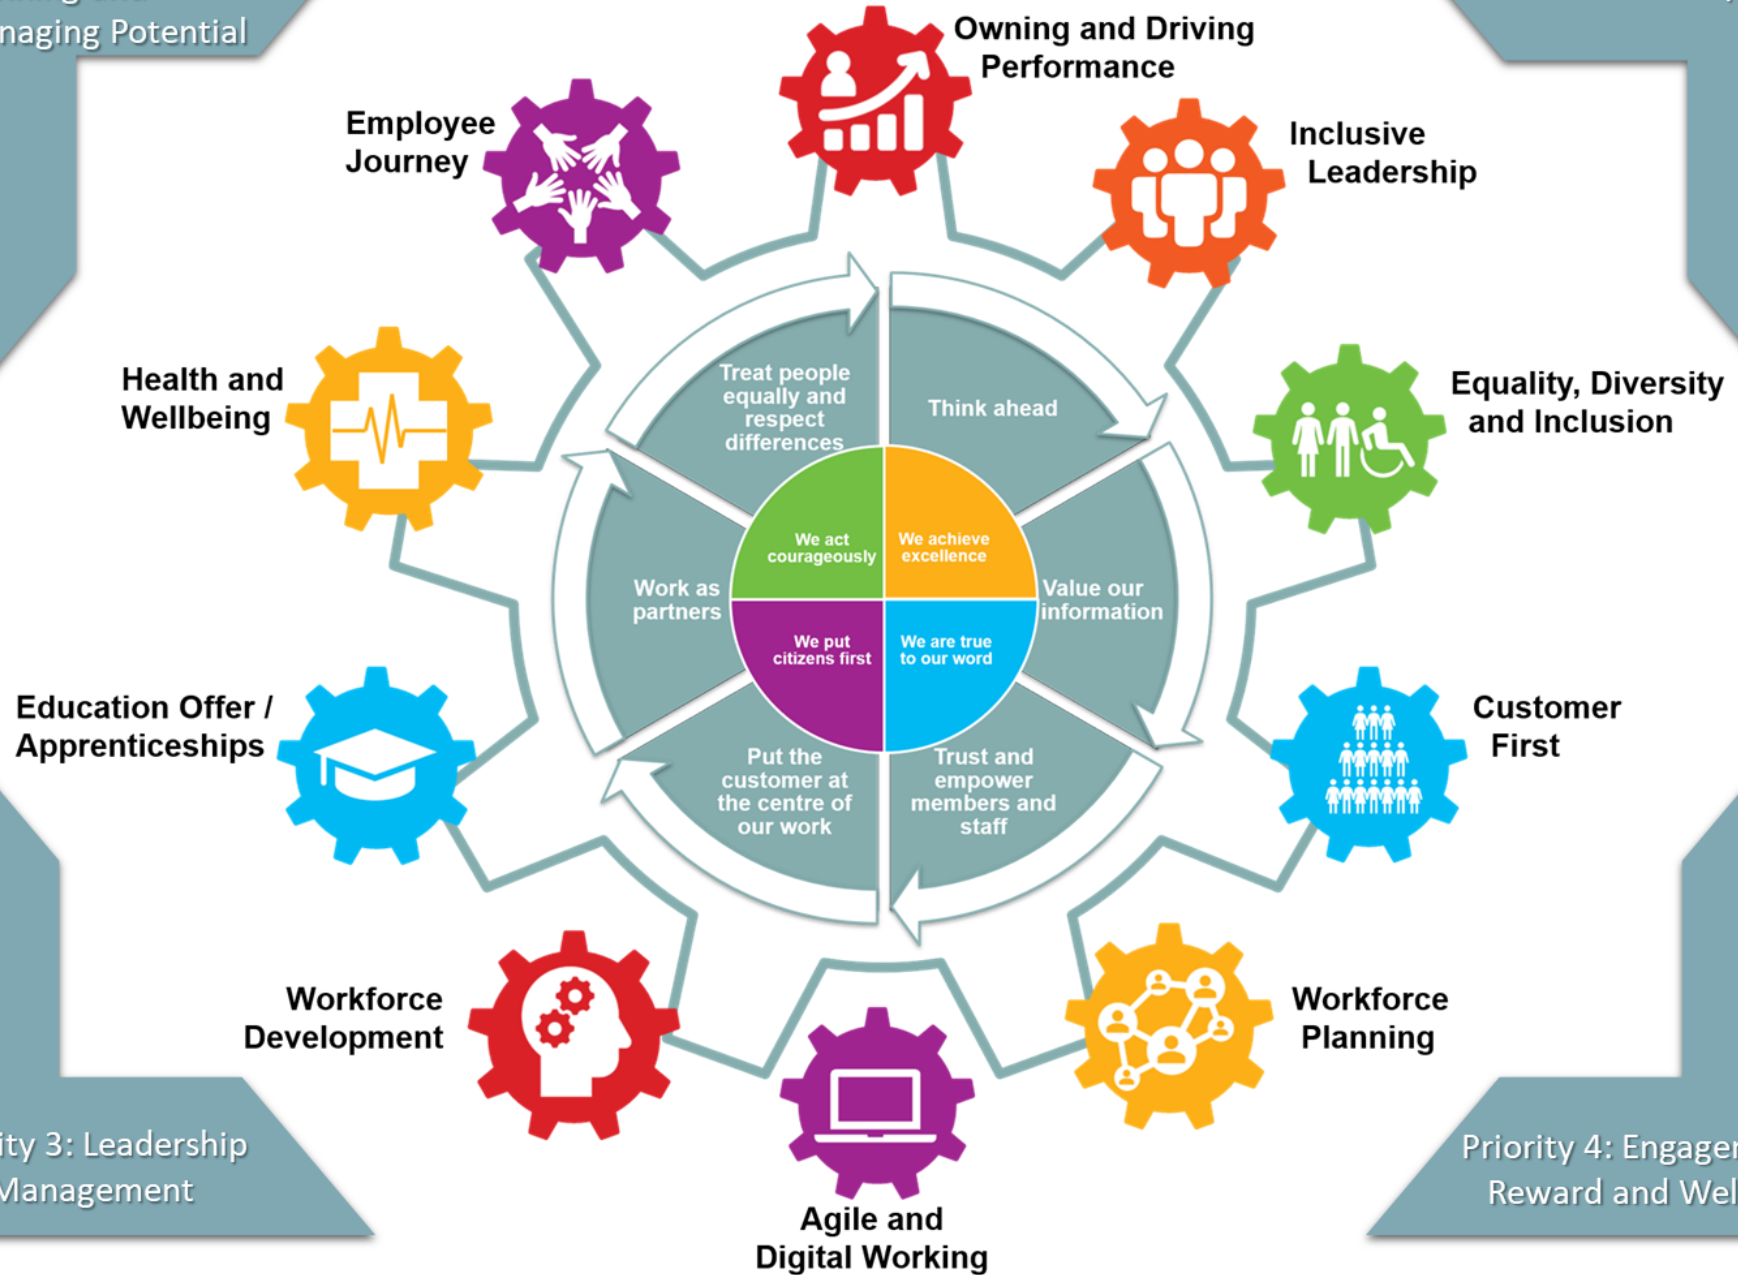 naging Potential
Owning and Driving
Performance
Employee
Journey
Inclusive
Leadership
Health and
Wellbeing
Equality, Diversity
and Inclusion
Treat people
equally and
respect
differences
Think ahead
We act
courageously
We achieve
excellence
Work as
partners
Value our
information
We put
citizens first
We are true
to our word
Education Offer /
Apprenticeships
Customer
First
Put the
customer at
the centre of
our work
Trust and
empower
members and
staff
Workforce
Development
Workforce
Planning
ity 3: Leadership
Management
Priority 4: Engager
Reward and Wel
Agile and
Digital Working